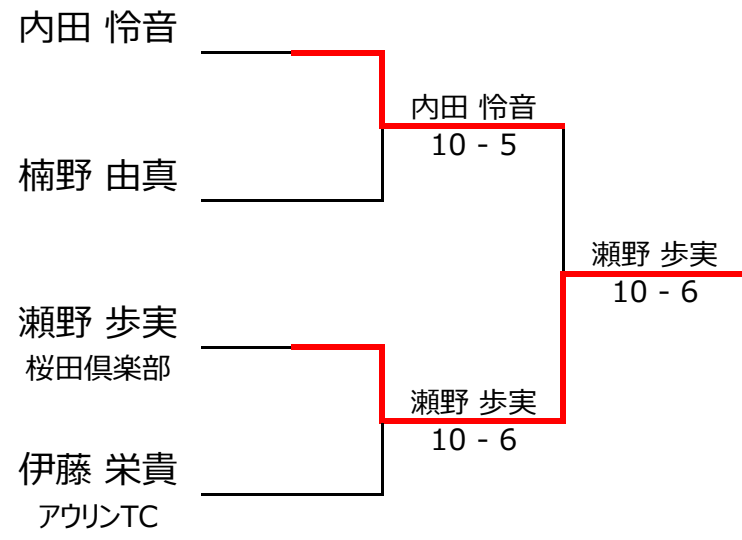 内田 怜音
楠野 由真
瀬野 歩実
桜田倶楽部
伊藤 栄貴
アウリンTC
内田 怜音
10 - 5
瀬野 歩実
10 - 6
瀬野 歩実
10 - 6